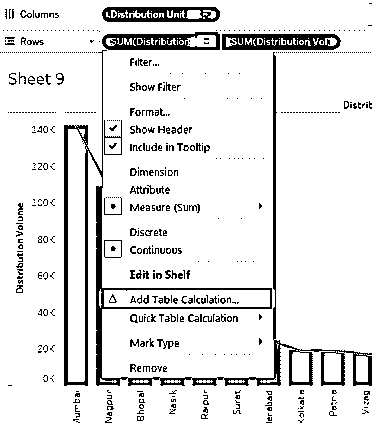 Columns
Distribution Unit
Rows
SUM(Distribution
SUM(Distribution Vol)
Sheet 9
Distrib
Filter...
Show Filter
Format...
Show Header
Include in Tooltip
Dimension
Attribute
Measure (Sum)
Discrete
Continuous
Edit in Shelf
Add Table Calculation...
Quick Table Calculation
Mark Type
Remove
Distribution Volume
140K
120K
100K
80K
60K
40K
20K
0K
Mumbai
Nagpur
Bhopal
Nasik
Raipur
Surat
lerabad
Kolkata
Patna
Vizag